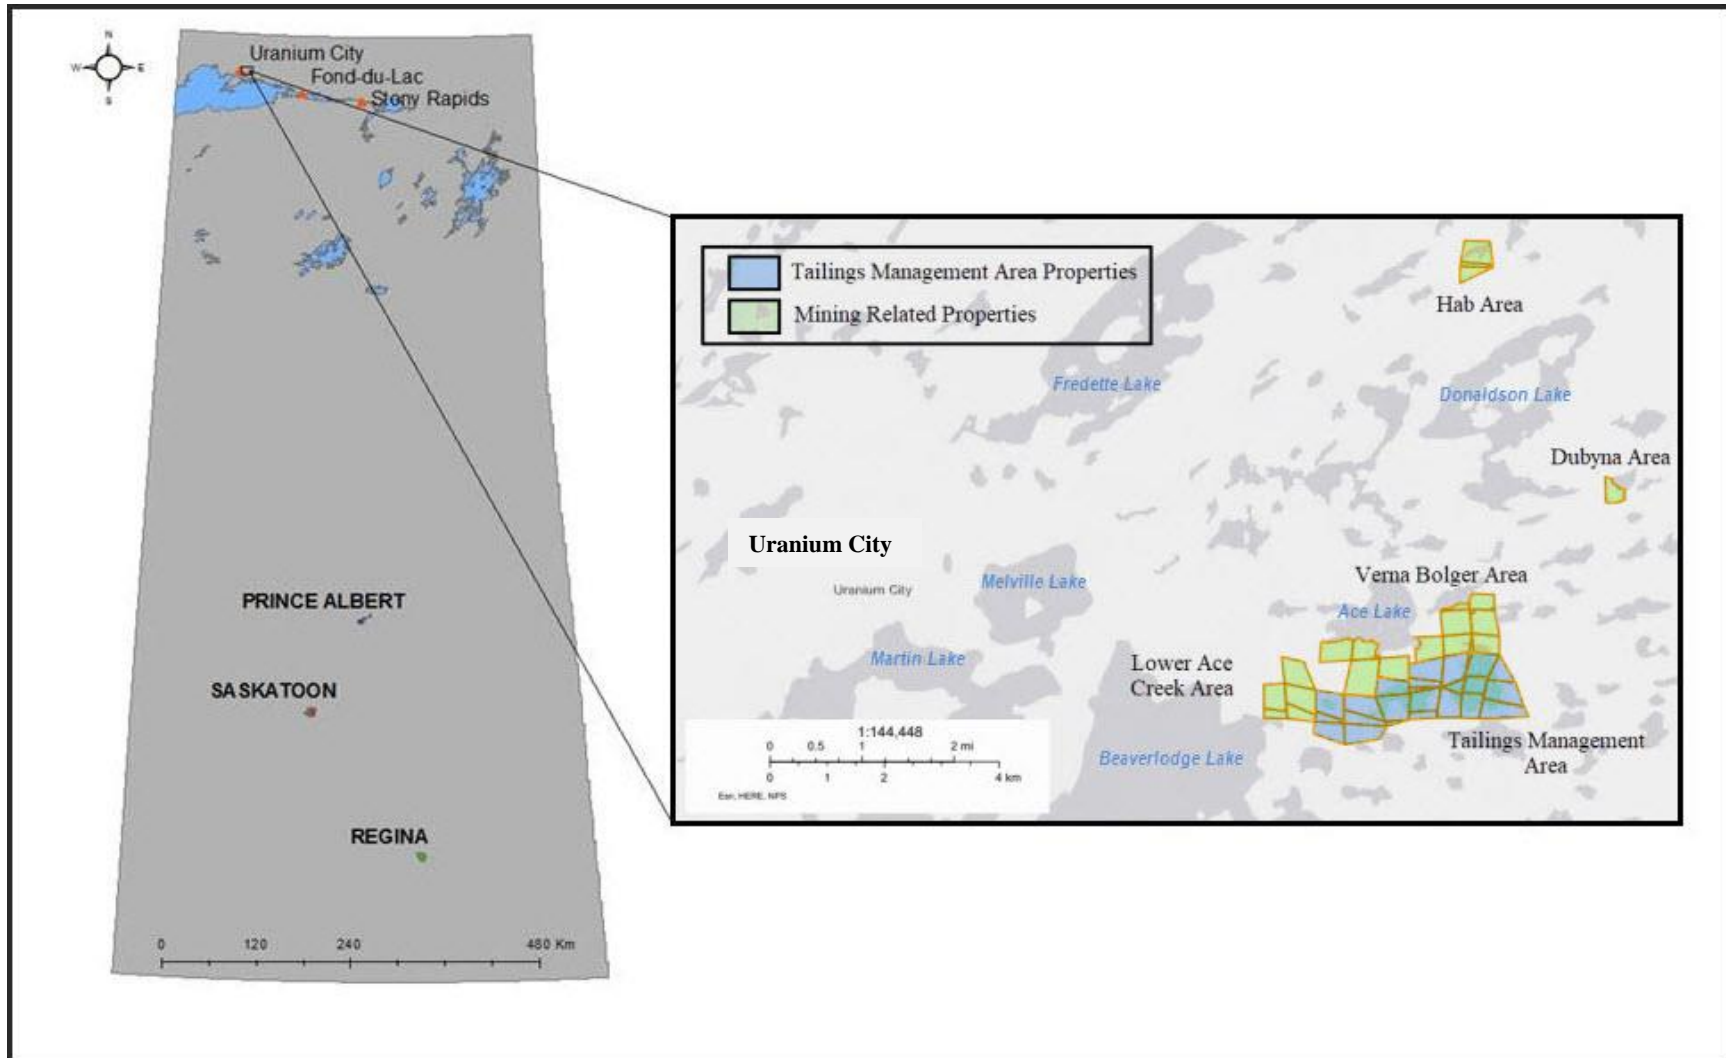 N
W E
S
Uranium City
Fond-du-Lac
Stony Rapids
PRINCE ALBERT
SASKATOON
REGINA
0 120 240 480 Km
Tailings Management Area Properties
Mining Related Properties
Hab Area
Fredette Lake
Donaldson Lake
Dubyna Area
Uranium City
Verna Bolger Area
Uranium City
Melville Lake
Ace Lake
Martin Lake
Lower Ace
Creek Area
Beaverlodge Lake
Tailings Management
Area
1:144,448
0 0.5 1 2 mi
0 1 2 4 km
Esri, HERE, NPS